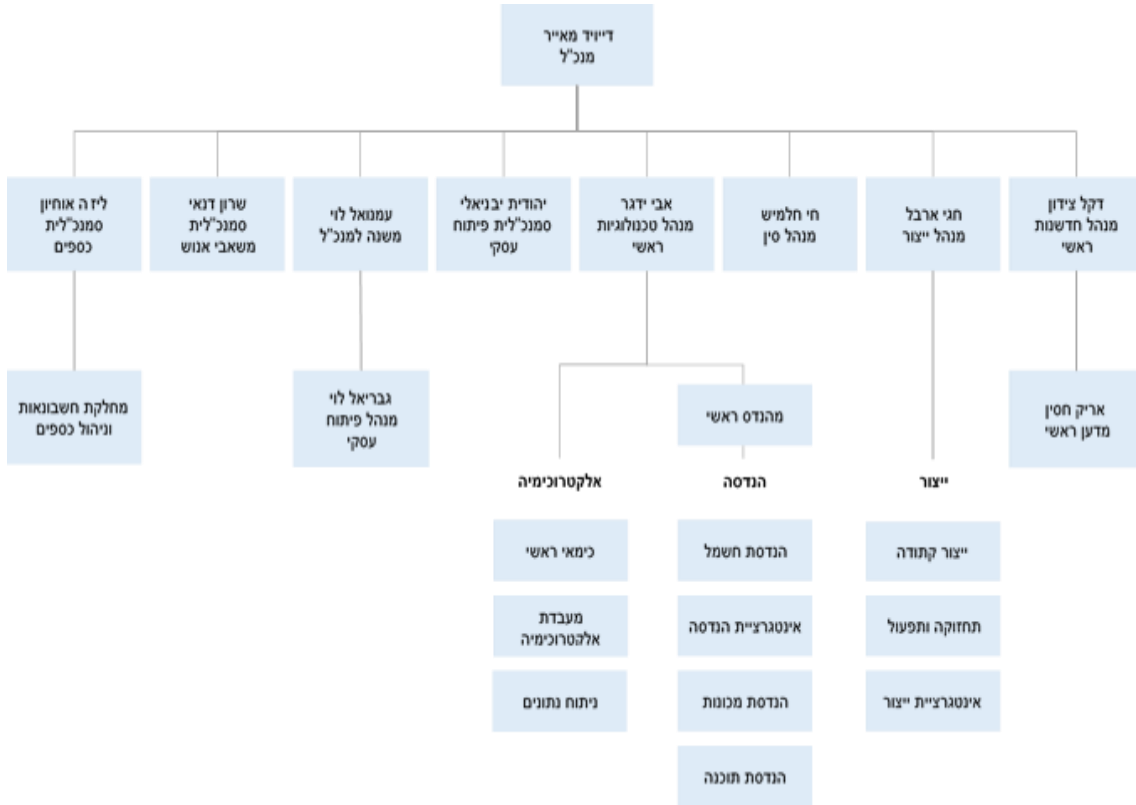 דייויד מאייר
מנכ"ל
דקל צידון
מנהל חדשנות
ראשי
חגי ארבל
מנהל ייצור
חי חלמיש
מנהל סין
אבי ידגר
מנהל טכנולוגיות
ראשי
יהודית יבניאלי
סמנכ"לית פיתוח
עסקי
עמנואל לוי
משנה למנכ"ל
שרון דנאי
סמנכ"לית
משאבי אנוש
ליזה אוחיון
סמנכ"לית
כספים
אריק חסין
מדען ראשי
מהנדס ראשי
גבריאל לוי
מנהל פיתוח
עסקי
מחלקת חשבונאות
וניהול כספים
ייצור
ייצור קתודה
תחזוקה ותפעול
אינטגרציית ייצור
הנדסה
הנדסת חשמל
אינטגרציית הנדסה
הנדסת מכונות
הנדסת תוכנה
אלקטרוכימיה
כימאי ראשי
מעבדת
אלקטרוכימיה
ניתוח נתונים